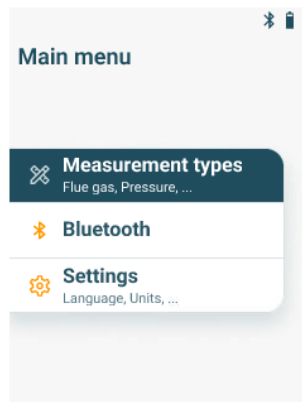 Main menu
Measurement types
Flue gas, Pressure, ...
Bluetooth
Settings
Language, Units, ...